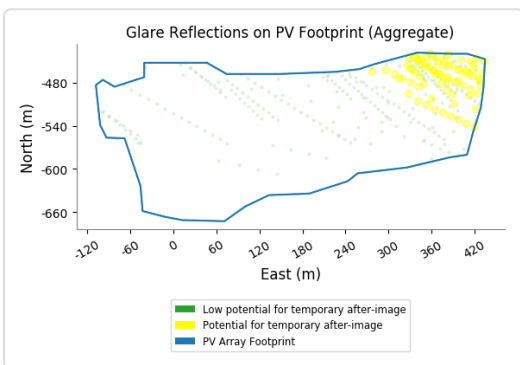 Glare Reflections on PV Footprint (Aggregate)
North (m)
-480
-540
-600
-660
-120
-60
0
60
120
180
240
300
360
420
East (m)
Low potential for temporary after-image
Potential for temporary after-image
PV Array Footprint